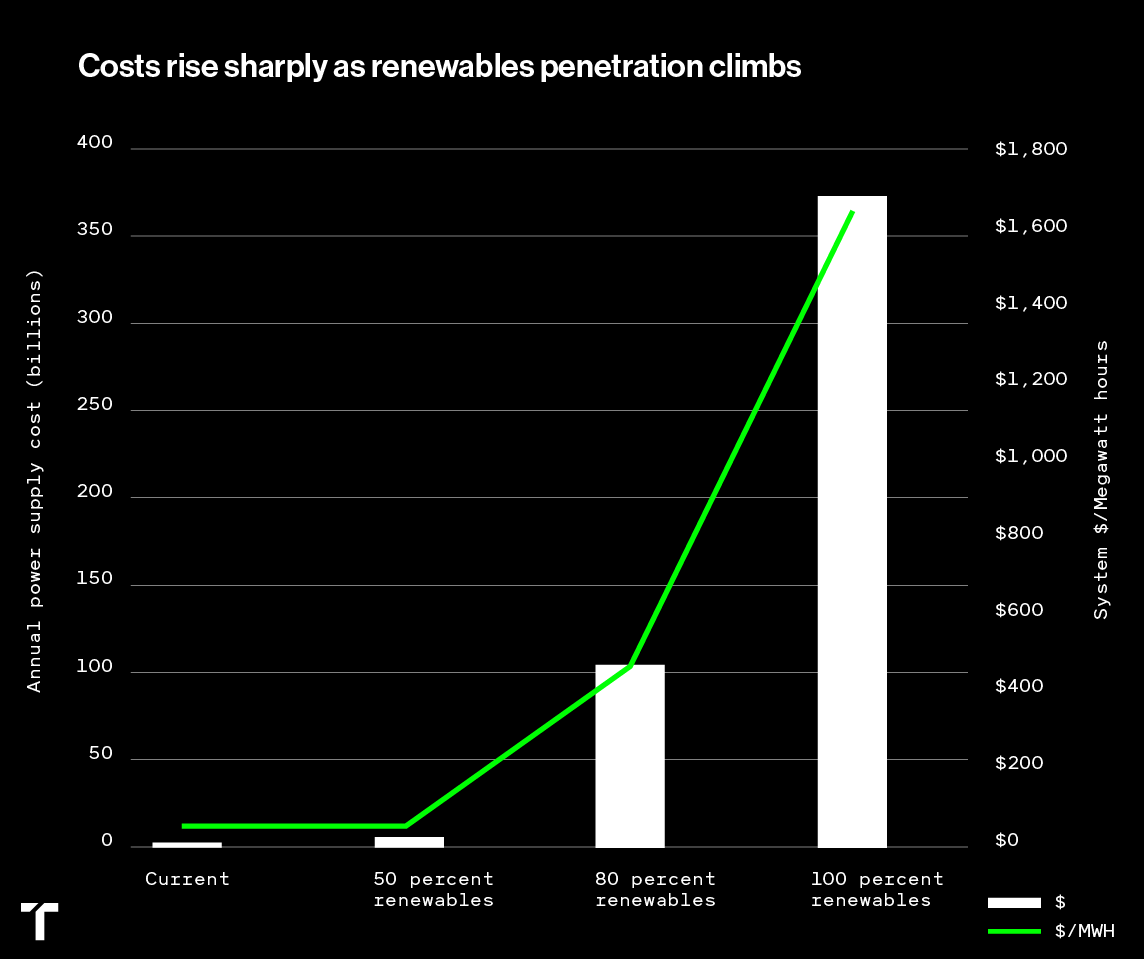 Costs rise sharply as renewables penetration climbs
Annual power supply cost (billions)
400
350
300
250
200
150
100
50
0
$1,800
$1,600
$1,400
$1,200
$1,000
$800
$600
$400
$200
$0
System $/Megawatt hours
Current
50 percent
renewables
80 percent
renewables
100 percent
renewables
$
$/MWH